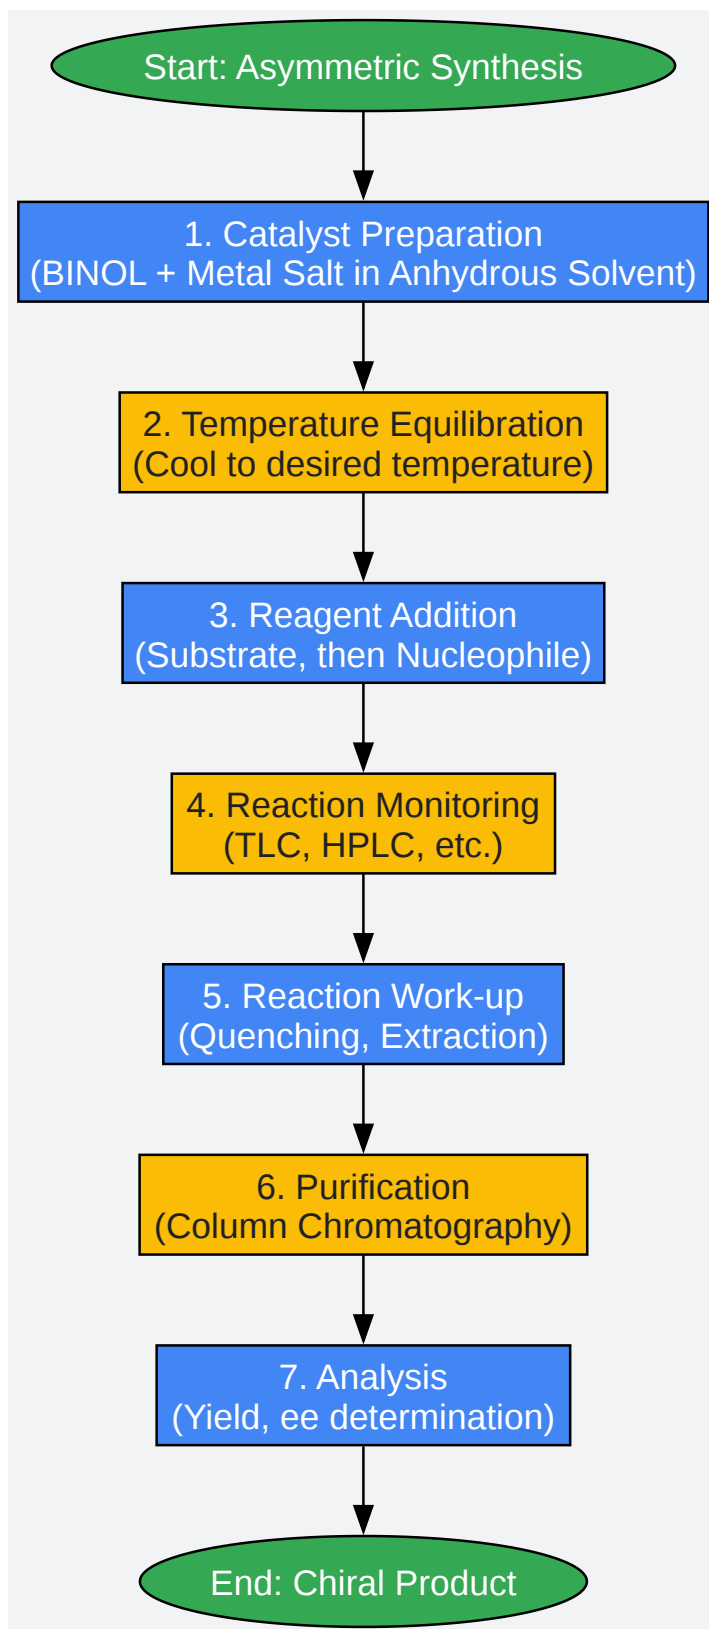 Start: Asymmetric Synthesis
1. Catalyst Preparation
(BINOL + Metal Salt in Anhydrous Solvent)
2. Temperature Equilibration
(Cool to desired temperature)
3. Reagent Addition
(Substrate, then Nucleophile)
4. Reaction Monitoring
(TLC, HPLC, etc.)
5. Reaction Work-up
(Quenching, Extraction)
6. Purification
(Column Chromatography)
7. Analysis
(Yield, ee determination)
End: Chiral Product